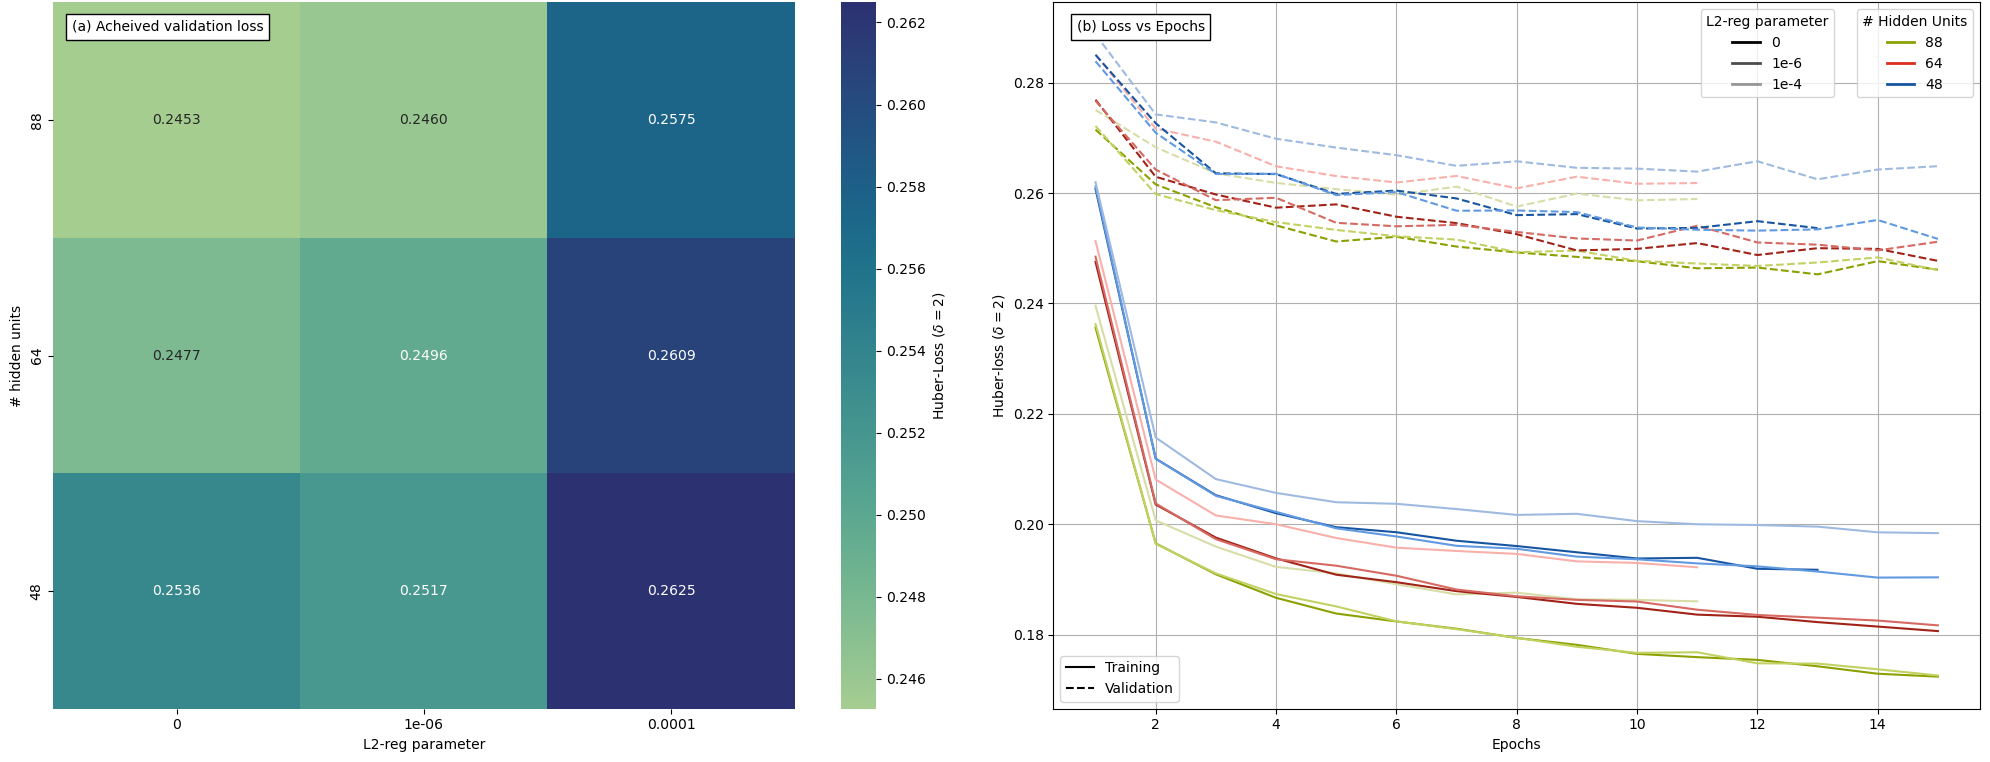 (a) Acheived validation loss
# hidden units
88
64
48
0.2453
0.2460
0.2575
0.2477
0.2496
0.2609
0.2536
0.2517
0.2625
0
1e-06
0.0001
L2-reg parameter
0.262
0.260
0.258
0.256
0.254
0.252
0.250
0.248
0.246
Huber-Loss (δ = 2)
(b) Loss vs Epochs
Huber-loss (δ = 2)
0.28
0.26
0.24
0.22
0.20
0.18
L2-reg parameter
0
1e-6
1e-4
# Hidden Units
88
64
48
Training
Validation
2
4
6
8
10
12
14
Epochs